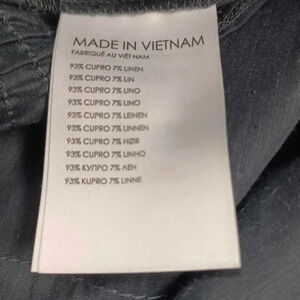 MADE IN VIETNAM
FABRIQUÉ AU VIÊT NAM
93% CUPRO 7% LINEN
93% CUPRO 7% LIN
93% CUPRO 7% LINO
93% CUPRO 7% LINO
93% CUPRO 7% LEINEN
93% CUPRO 7% LINNEN
93% CUPRO 7% HØR
93% CUPRO 7% LINHO
93% КУПРО 7% ЛЕН
93% KUPRO 7% LINNE